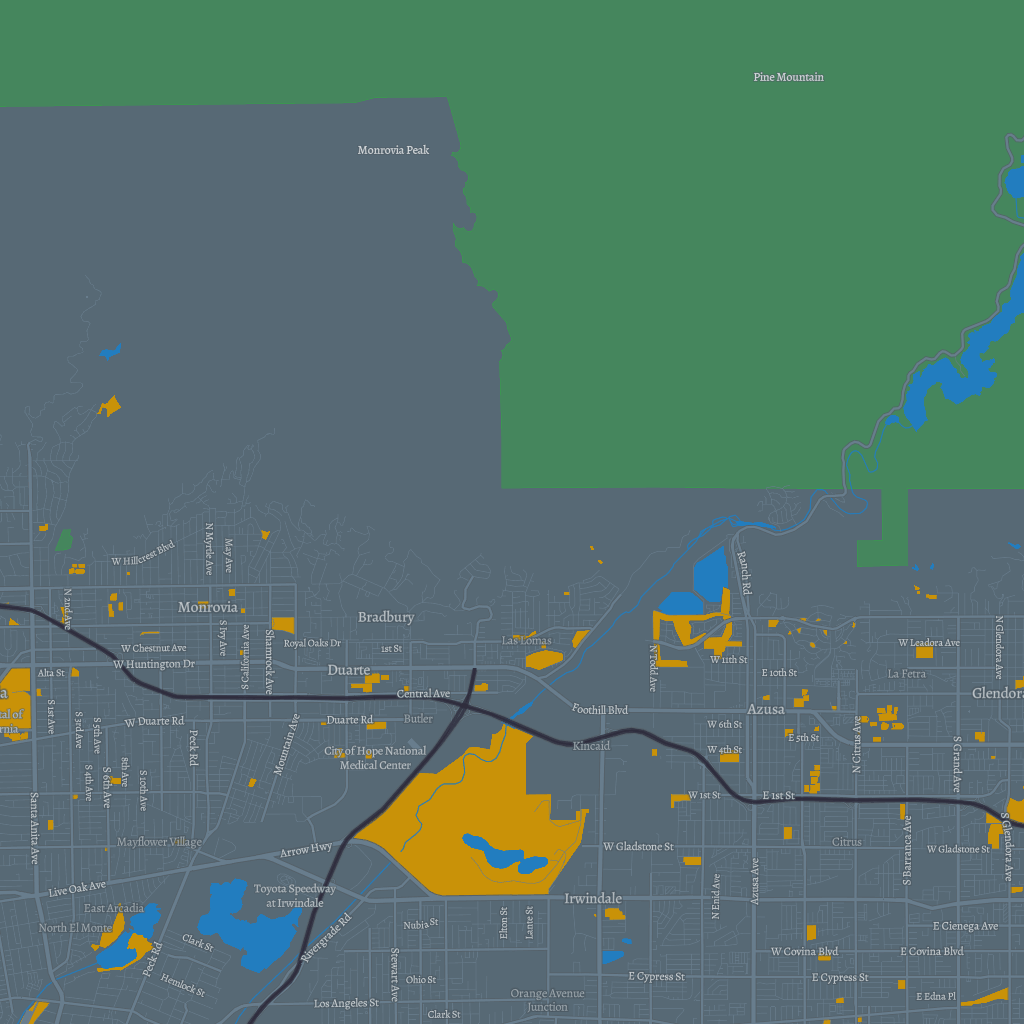 Pine Mountain
Monrovia Peak
W Hillcrest Blvd
N Myrtle Ave
May Ave
Ranch Rd
N 2nd Ave
Monrovia
Bradbury
S Ivy Ave
S California Ave
Shamrock Ave
Royal Oaks Dr
1st St
Las Lomas
N Todd Ave
W 11th St
W Leadora Ave
N Glendora Ave
W Chestnut Ave
W Huntington Dr
Alta St
Duarte
E 10th St
La Fetra
Central Ave
Glendora
a
tal of
rnia
S 1st Ave
S 3rd Ave
S 5th Ave
W Duarte Rd
Duarte Rd
Butler
Foothill Blvd
Azusa
W 6th St
E 5th St
N Citrus Ave
Peck Rd
Mountain Ave
City of Hope National
Medical Center
Kincaid
W 4th St
S Grand Ave
S 4th Ave
S 6th Ave
8th Ave
S 10th Ave
W 1st St
E 1st St
Santa Anita Ave
Mayflower Village
Arrow Hwy
W Gladstone St
Citrus
S Barranca Ave
W Gladstone St
S Glendora Ave
Live Oak Ave
Toyota Speedway
at Irwindale
Irwindale
N Enid Ave
Azusa Ave
East Arcadia
North El Monte
Clark St
Peck Rd
Rivergrade Rd
Nubia St
Elton St
Lante St
E Cienega Ave
W Covina Blvd
E Covina Blvd
Hemlock St
Stewart Ave
Ohio St
E Cypress St
E Cypress St
Los Angeles St
Clark St
Orange Avenue
Junction
E Edna Pl